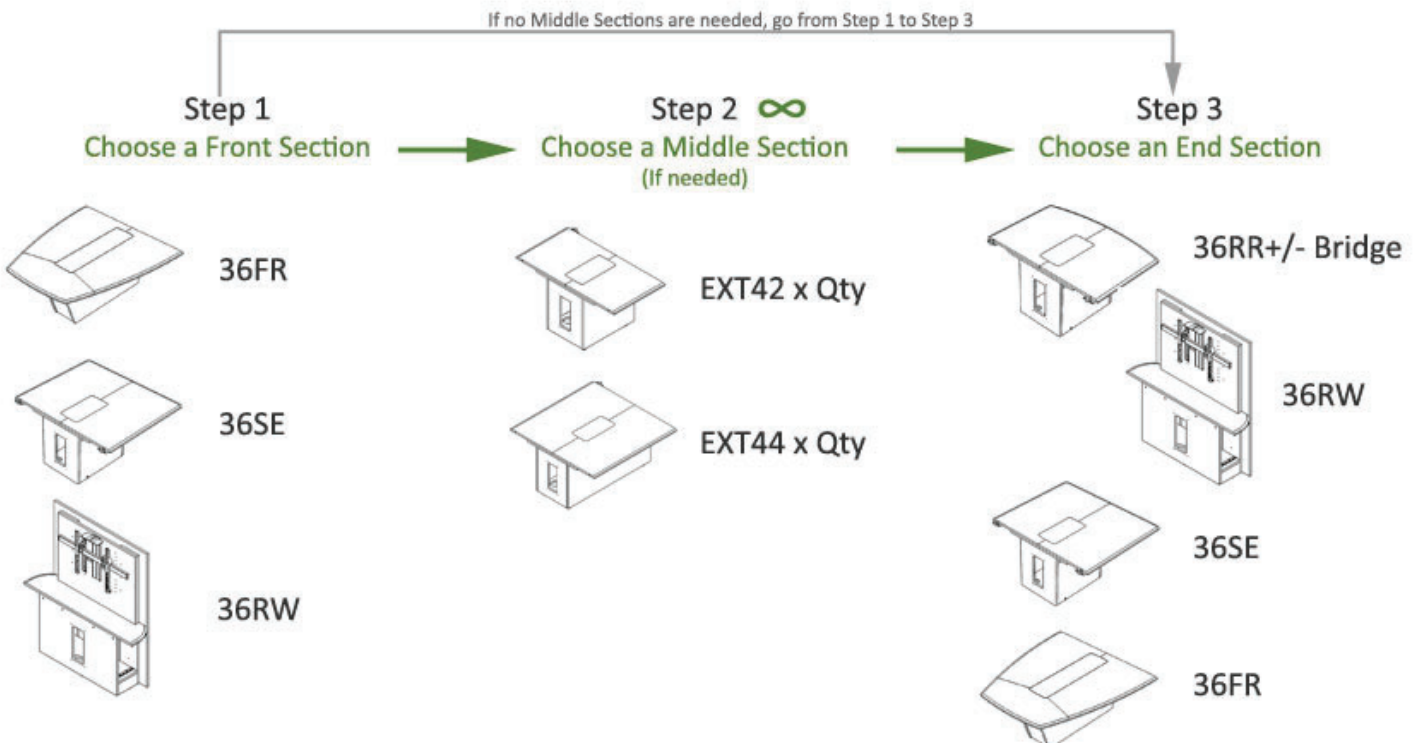 If no Middle Sections are needed, go from Step 1 to Step 3
Step 1
Choose a Front Section
36FR
36SE
36RW
Step 2 ∞
Choose a Middle Section
(If needed)
EXT42 x Qty
EXT44 x Qty
Step 3
Choose an End Section
36RR+/- Bridge
36RW
36SE
36FR